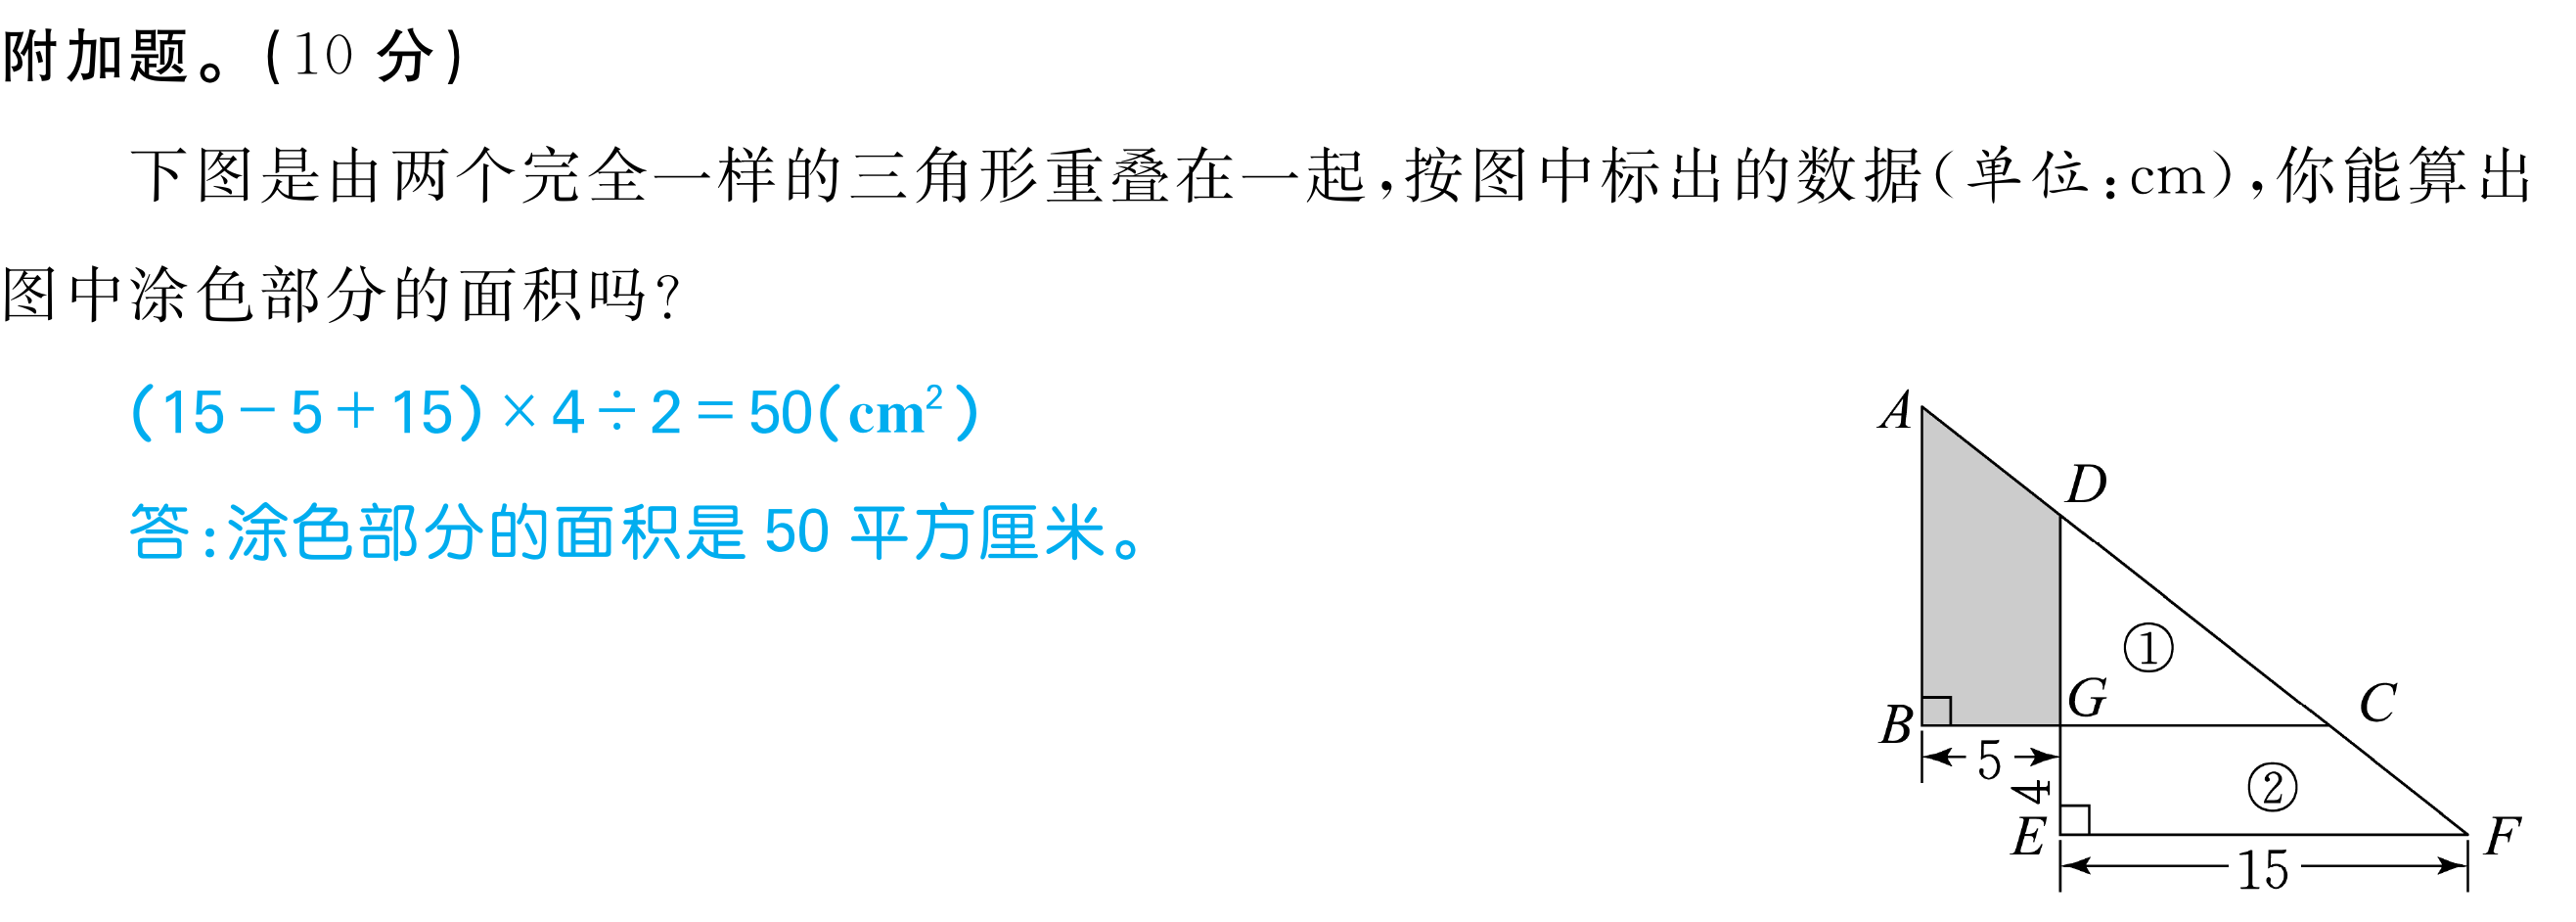 附加题。(10 分)
下图是由两个完全一样的三角形重叠在一起,按图中标出的数据(单位:cm),你能算出
图中涂色部分的面积吗?
(15-5+15)×4÷2=50(cm²)
答:涂色部分的面积是 50 平方厘米。
A
D
①
B
G
C
5
4
②
E
F
15